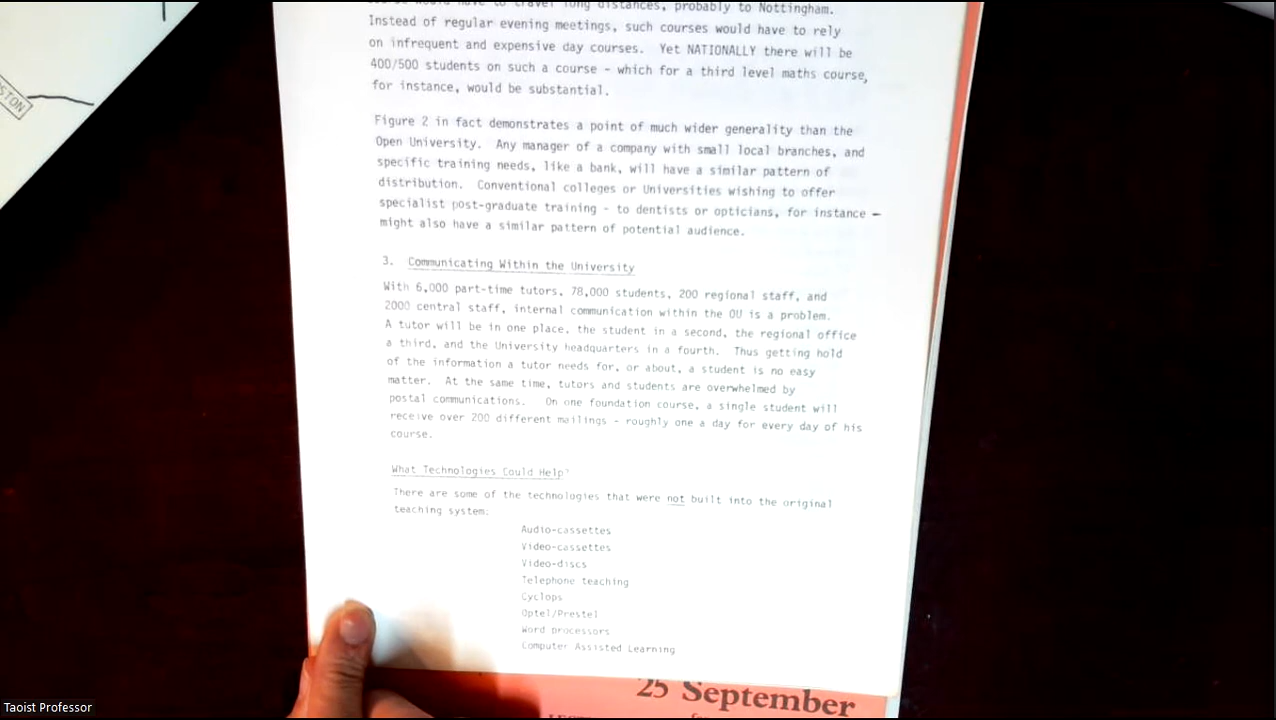 travel long distances, probably to Nottingham.
Instead of regular evening meetings, such courses would have to rely
on infrequent and expensive day courses. Yet NATIONALLY there will be
400/500 students on such a course - which for a third level maths course,
for instance, would be substantial.
Figure 2 in fact demonstrates a point of much wider generality than the
Open University. Any manager of a company with small local branches, and
specific training needs, like a bank, will have a similar pattern of
distribution. Conventional colleges or Universities wishing to offer
specialist post-graduate training - to dentists or opticians, for instance -
might also have a similar pattern of potential audience.
3. Communicating Within the University
With 6,000 part-time tutors, 78,000 students, 200 regional staff, and
2000 central staff, internal communication within the OU is a problem.
A tutor will be in one place, the student in a second, the regional office
a third, and the University headquarters in a fourth. Thus getting hold
of the information a tutor needs for, or about, a student is no easy
matter. At the same time, tutors and students are overwhelmed by
postal communications. On one foundation course, a single student will
receive over 200 different mailings - roughly one a day for every day of his
course.
What Technologies Could Help?
There are some of the technologies that were not built into the original
teaching system:
Audio-cassettes
Video-cassettes
Video-discs
Telephone teaching
Cyclops
Optel/Prestel
Word processors
Computer Assisted Learning
25 September
Tarist Professor